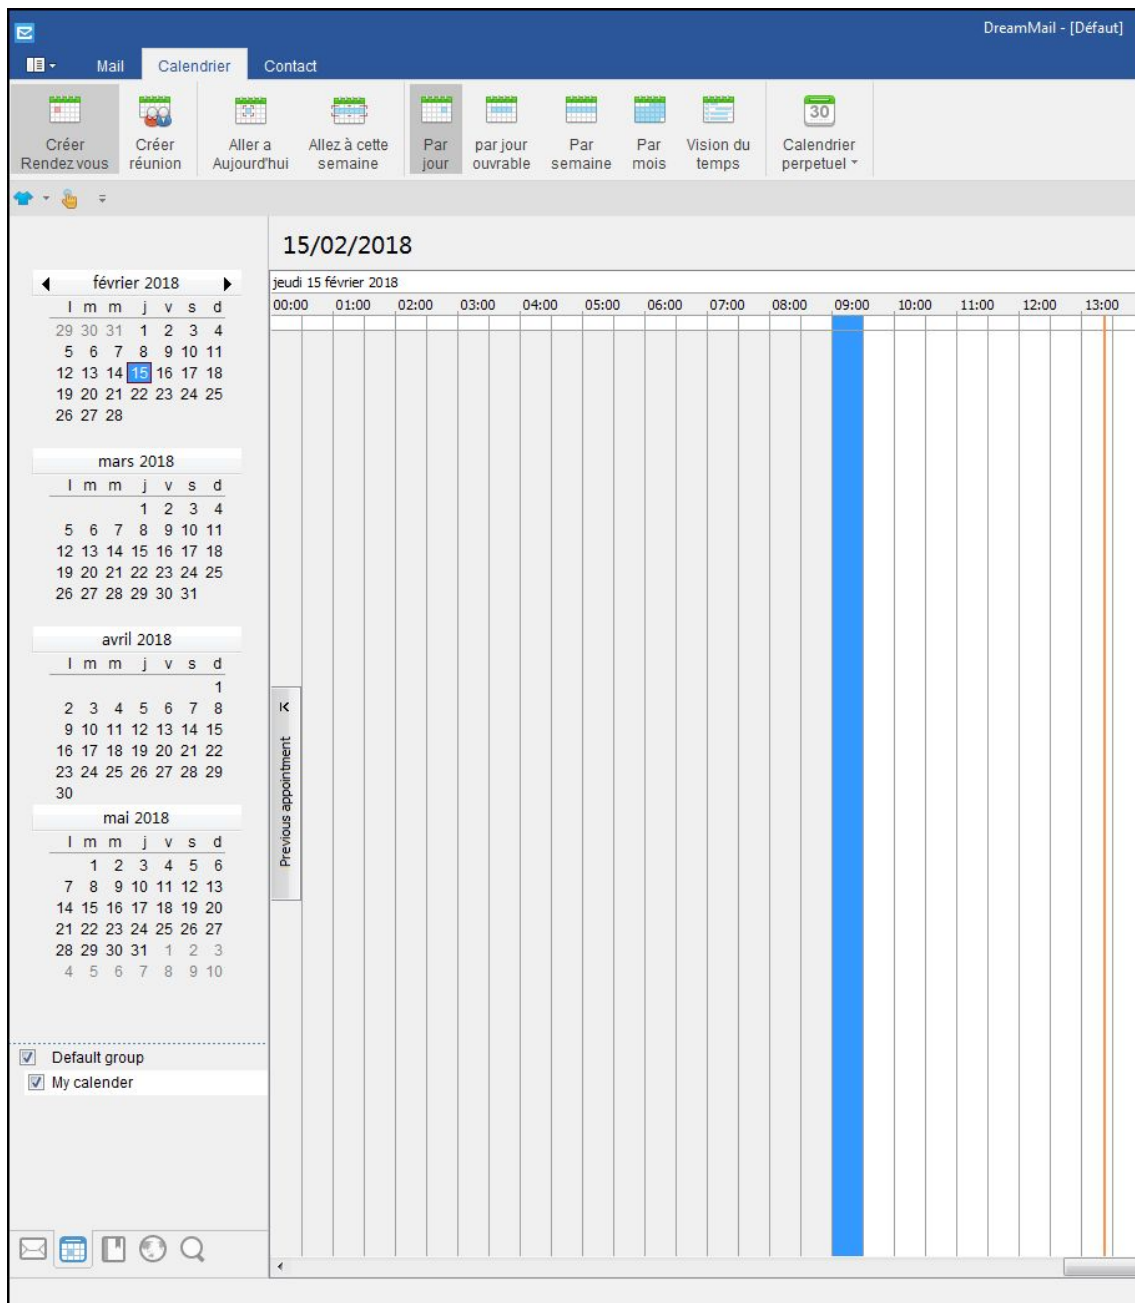 DreamMail - [Défaut]
Mail Calendrier Contact
Créer Rendez vous
Créer réunion
Aller a Aujourd'hui
Allez à cette semaine
Par jour
par jour ouvrable
Par semaine
Par mois
Vision du temps
30
Calendrier perpetuel
15/02/2018
février 2018
l m m j v s d
29 30 31 1 2 3 4
5 6 7 8 9 10 11
12 13 14 15 16 17 18
19 20 21 22 23 24 25
26 27 28
mars 2018
l m m j v s d
1 2 3 4
5 6 7 8 9 10 11
12 13 14 15 16 17 18
19 20 21 22 23 24 25
26 27 28 29 30 31
avril 2018
l m m j v s d
1
2 3 4 5 6 7 8
9 10 11 12 13 14 15
16 17 18 19 20 21 22
23 24 25 26 27 28 29
30
mai 2018
l m m j v s d
1 2 3 4 5 6
7 8 9 10 11 12 13
14 15 16 17 18 19 20
21 22 23 24 25 26 27
28 29 30 31 1 2 3
4 5 6 7 8 9 10
Default group
My calender
jeudi 15 février 2018
00:00 01:00 02:00 03:00 04:00 05:00 06:00 07:00 08:00 09:00 10:00 11:00 12:00 13:00
Previous appointment